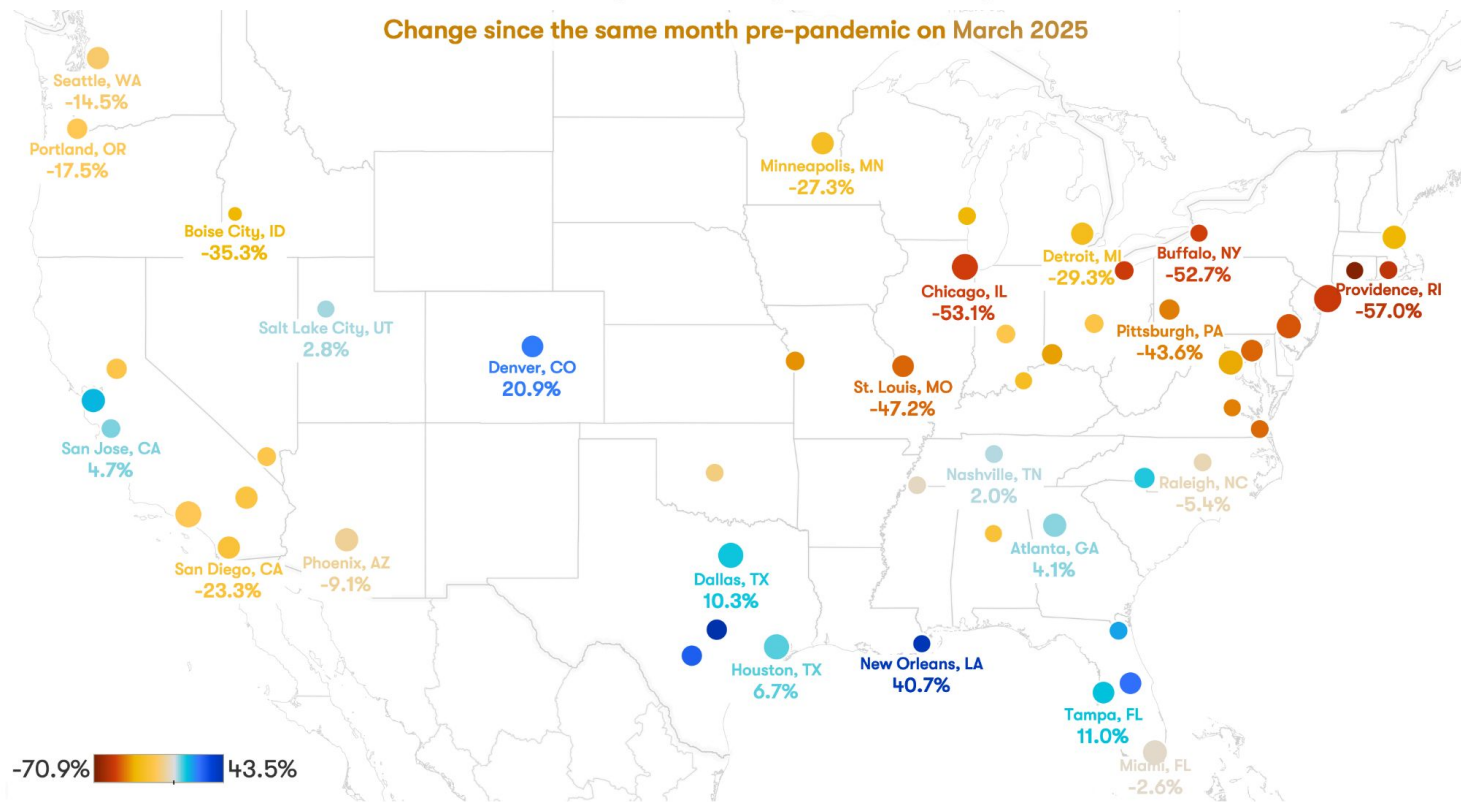 Change since the same month pre-pandemic on March 2025
Seattle, WA
-14.5%
Portland, OR
-17.5%
Minneapolis, MN
-27.3%
Boise City, ID
-35.3%
Detroit, MI
-29.3%
Buffalo, NY
-52.7%
Chicago, IL
-53.1%
Providence, RI
-57.0%
Salt Lake City, UT
2.8%
Pittsburgh, PA
-43.6%
Denver, CO
20.9%
St. Louis, MO
-47.2%
San Jose, CA
4.7%
Nashville, TN
2.0%
Raleigh, NC
-5.4%
Atlanta, GA
4.1%
San Diego, CA
-23.3%
Phoenix, AZ
-9.1%
Dallas, TX
10.3%
Houston, TX
6.7%
New Orleans, LA
40.7%
Tampa, FL
11.0%
Miami, FL
-2.6%
-70.9%
43.5%